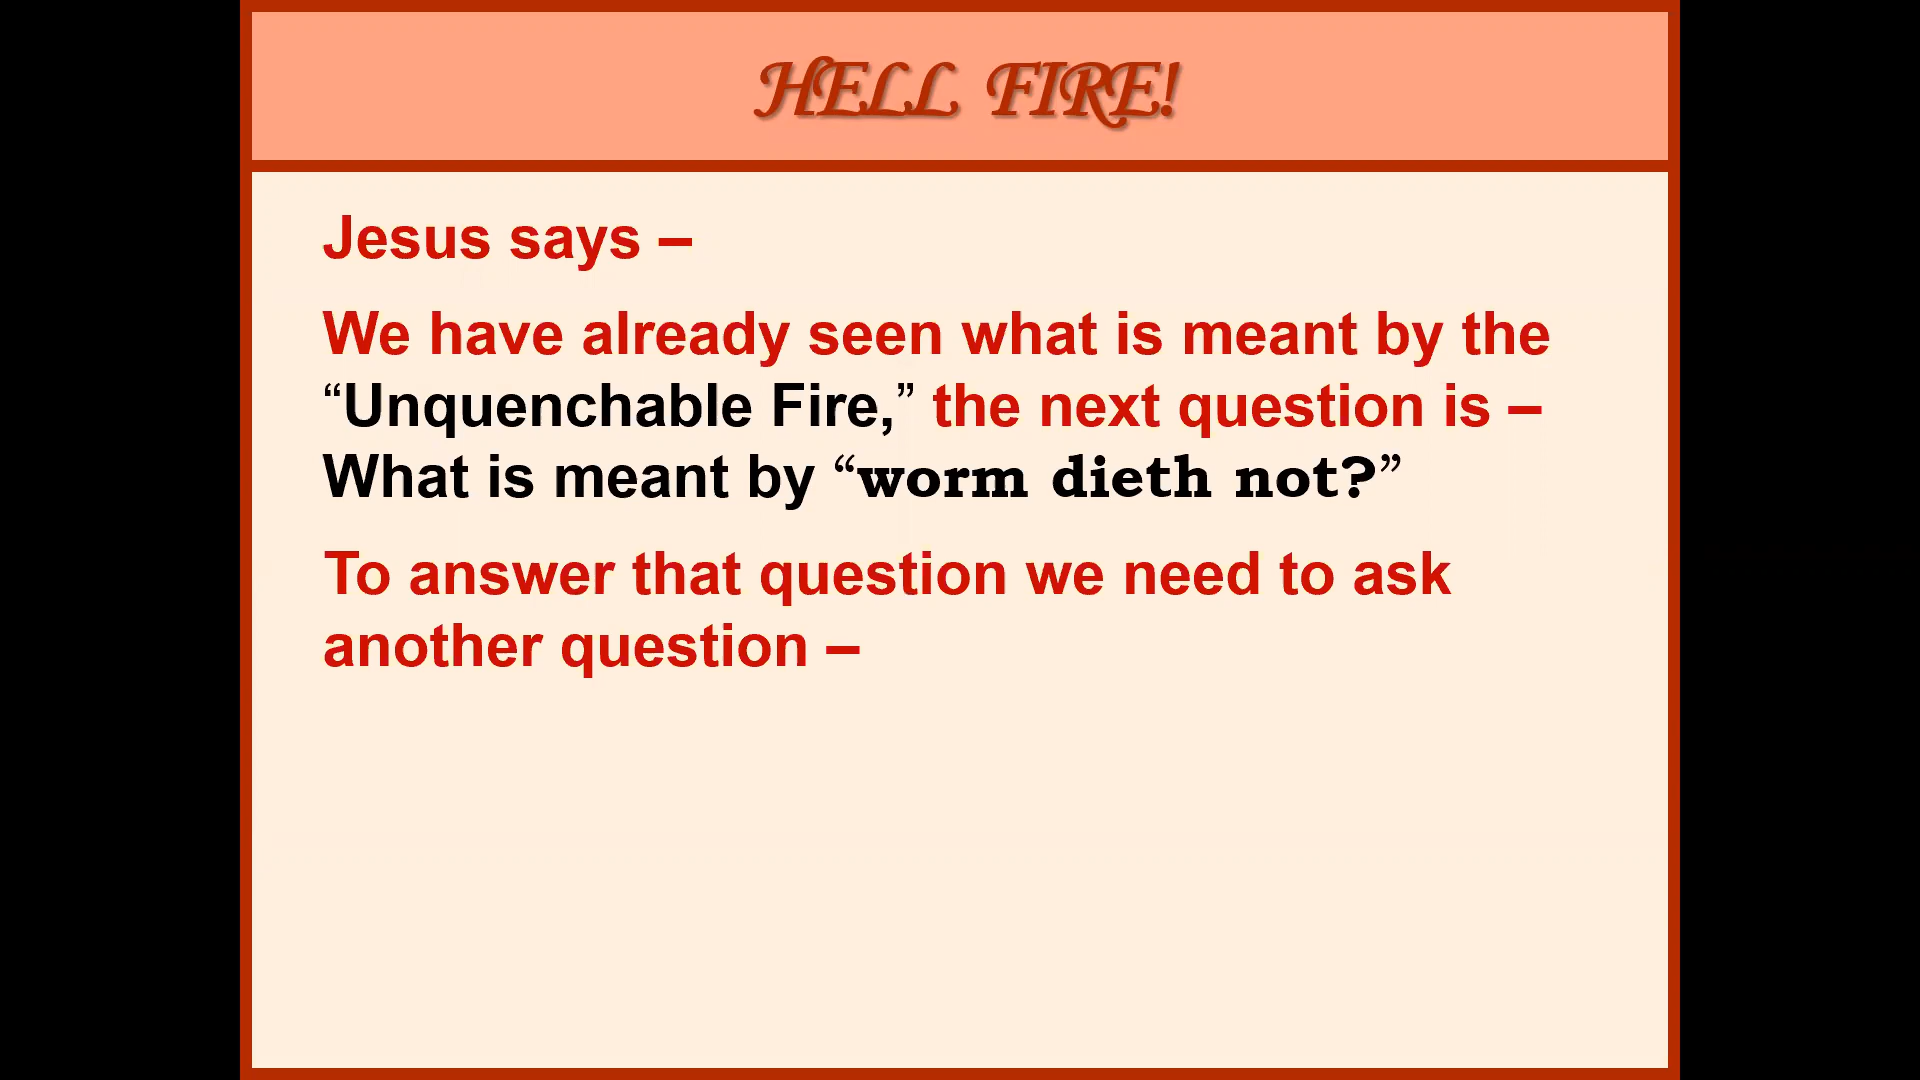 HELL FIRE!
Jesus says –
We have already seen what is meant by the
“Unquenchable Fire,” the next question is –
What is meant by “worm dieth not?”
To answer that question we need to ask
another question –